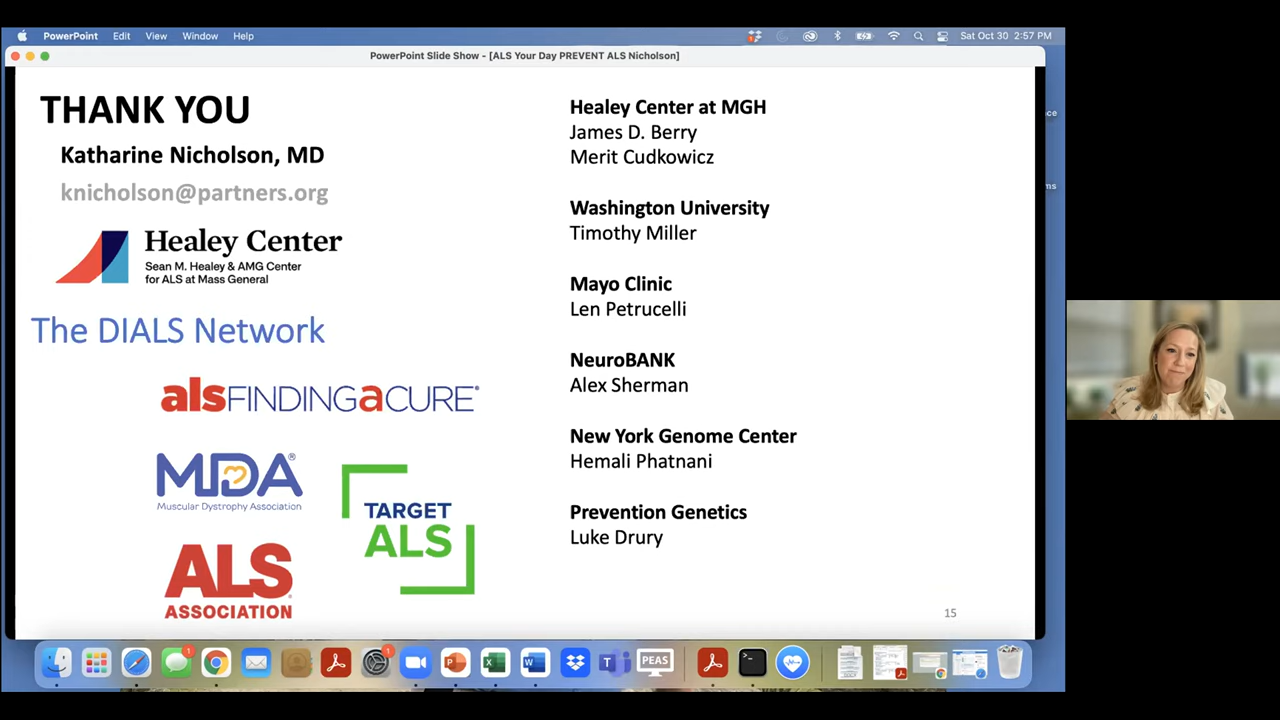 PowerPoint Edit View Window Help
Sat Oct 30 2:57 PM
PowerPoint Slide Show - [ALS Your Day PREVENT ALS Nicholson]
THANK YOU
Katharine Nicholson, MD
knicholson@partners.org
Healey Center
Sean M. Healey & AMG Center
for ALS at Mass General
The DIALS Network
alsFINDINGaCURE®
MDA®
Muscular Dystrophy Association
TARGET
ALS
ALS
ASSOCIATION
Healey Center at MGH
James D. Berry
Merit Cudkowicz
Washington University
Timothy Miller
Mayo Clinic
Len Petrucelli
NeuroBANK
Alex Sherman
New York Genome Center
Hemali Phatnani
Prevention Genetics
Luke Drury
15
PEAS